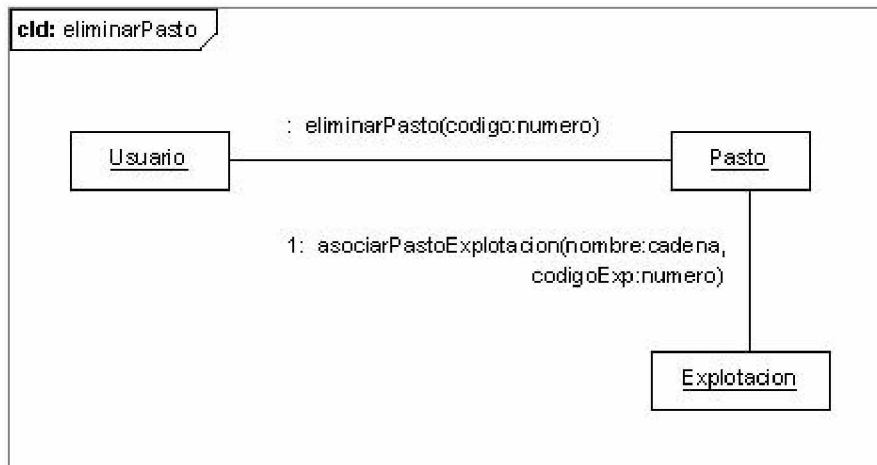 cld: eliminarPasto
: eliminarPasto(codigo:numero)
Usuario
Pasto
1: asociarPastoExplotacion(nombre:cadena,
codigoExp:numero)
Explotacion